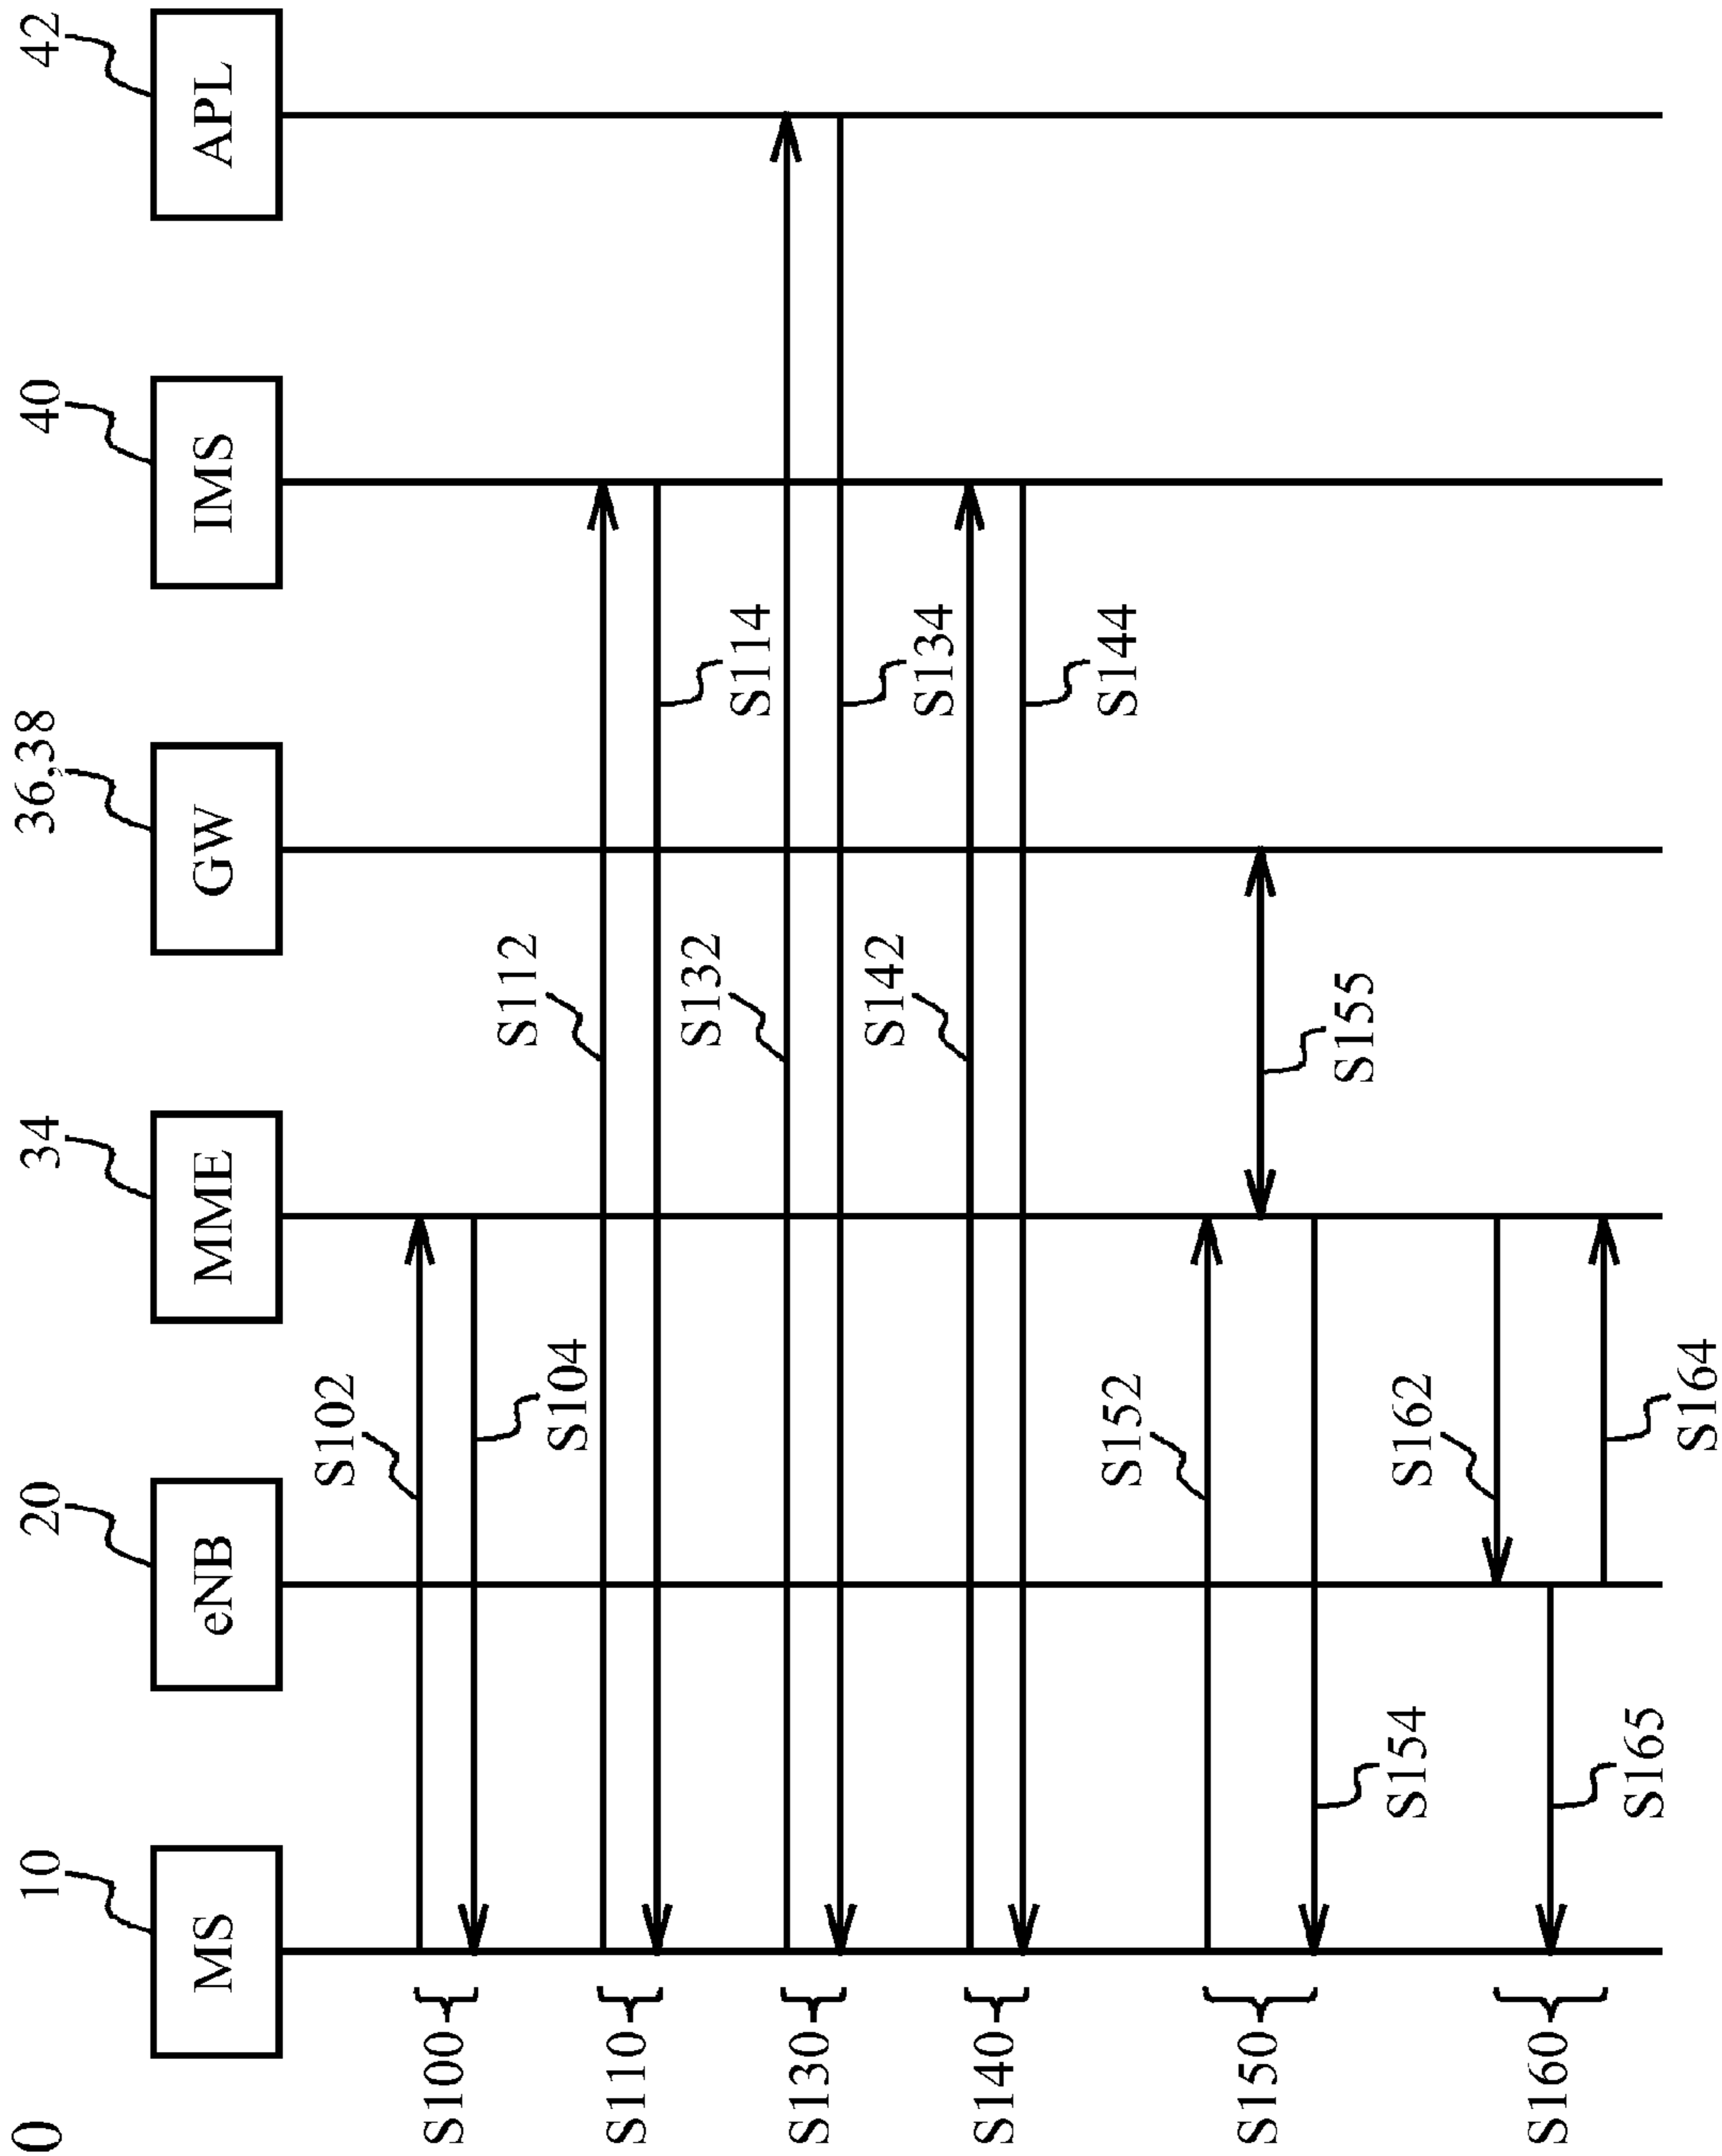 0
10
20
34
36,38
40
42
MS
eNB
MME
GW
IMS
APL
S100
S102
S104
S110
S112
S114
S130
S132
S134
S140
S142
S144
S150
S152
S155
S154
S160
S162
S165
S164